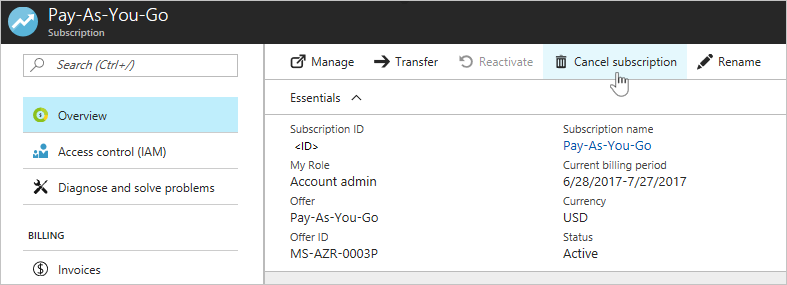 Pay-As-You-Go
Subscription
Search (Ctrl+/)
Overview
Access control (IAM)
Diagnose and solve problems
BILLING
Invoices
Manage
Transfer
Reactivate
Cancel subscription
Rename
Essentials
Subscription ID
<ID>
My Role
Account admin
Offer
Pay-As-You-Go
Offer ID
MS-AZR-0003P
Subscription name
Pay-As-You-Go
Current billing period
6/28/2017-7/27/2017
Currency
USD
Status
Active